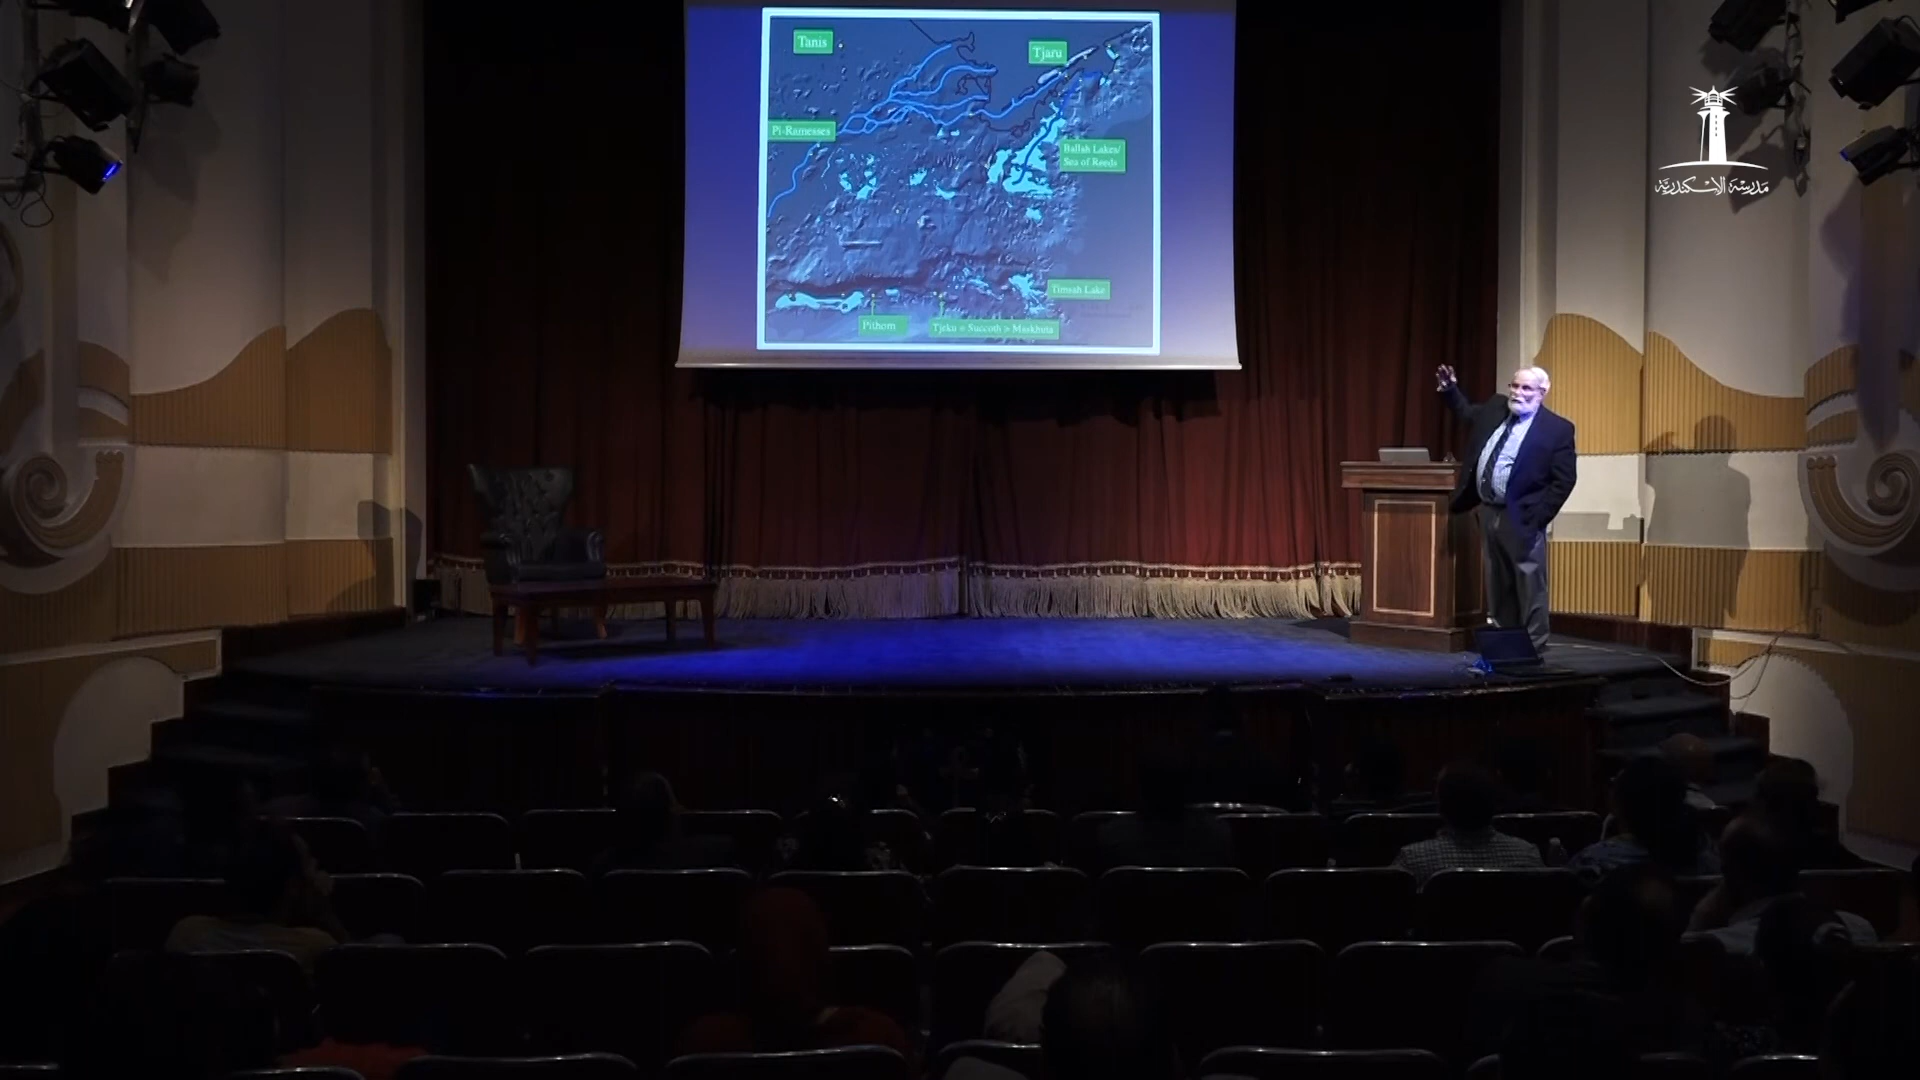 Tanis
Tjaru
Pi-Ramesses
Ballah Lakes/
Sea of Reeds
Timsah Lake
Pithom
Tjeku = Succoth > Maskhuta
مدرسة الإسكندرية